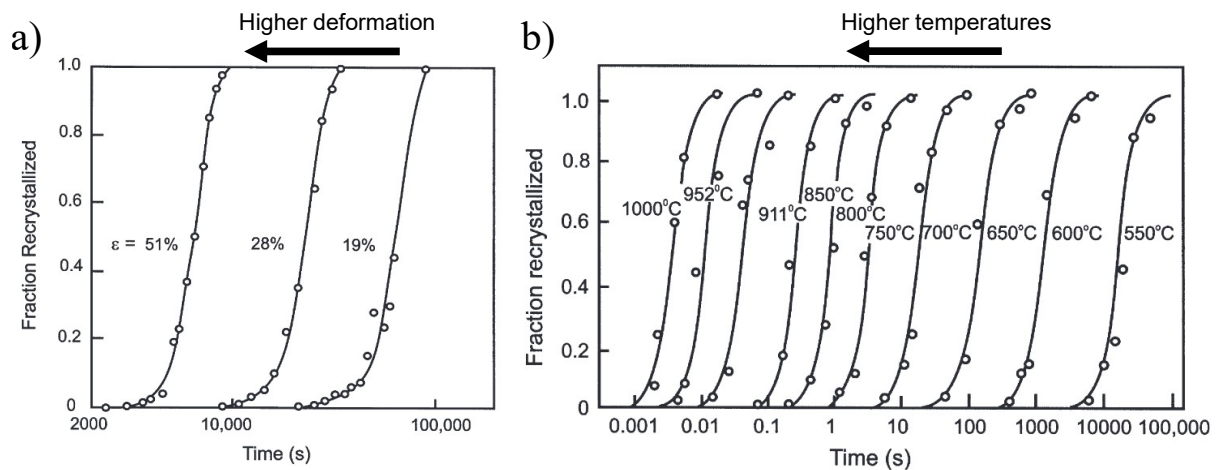 a)
Higher deformation
Fraction Recrystallized
1.0
0.8
0.6
0.4
0.2
0
ε = 51%
28%
19%
2000
10,000
100,000
Time (s)
b)
Higher temperatures
Fraction recrystallized
1.0
0.8
0.6
0.4
0.2
0
1000°C
952°C
911°C
850°C
800°C
750°C
700°C
650°C
600°C
550°C
0.001
0.01
0.1
1
10
100
1000
10000
100,000
Time (s)